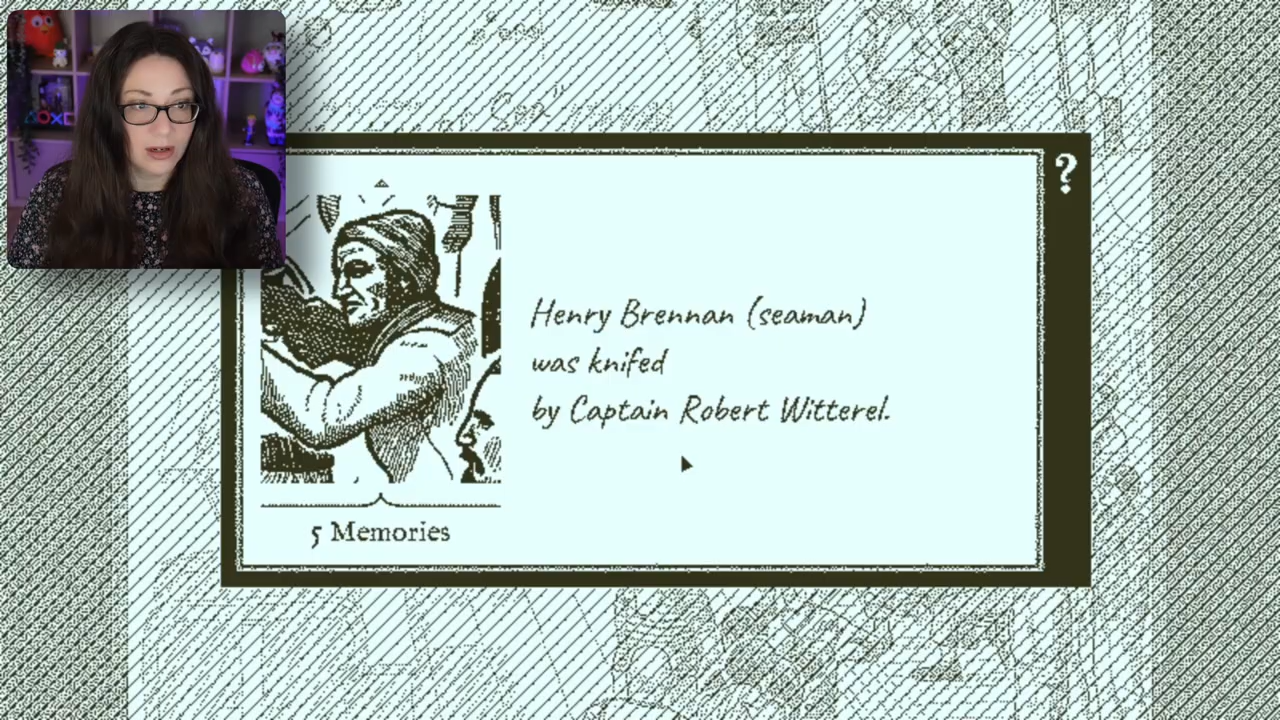 ?
Henry Brennan (seaman)
was knifed
by Captain Robert Witterel.
5 Memories